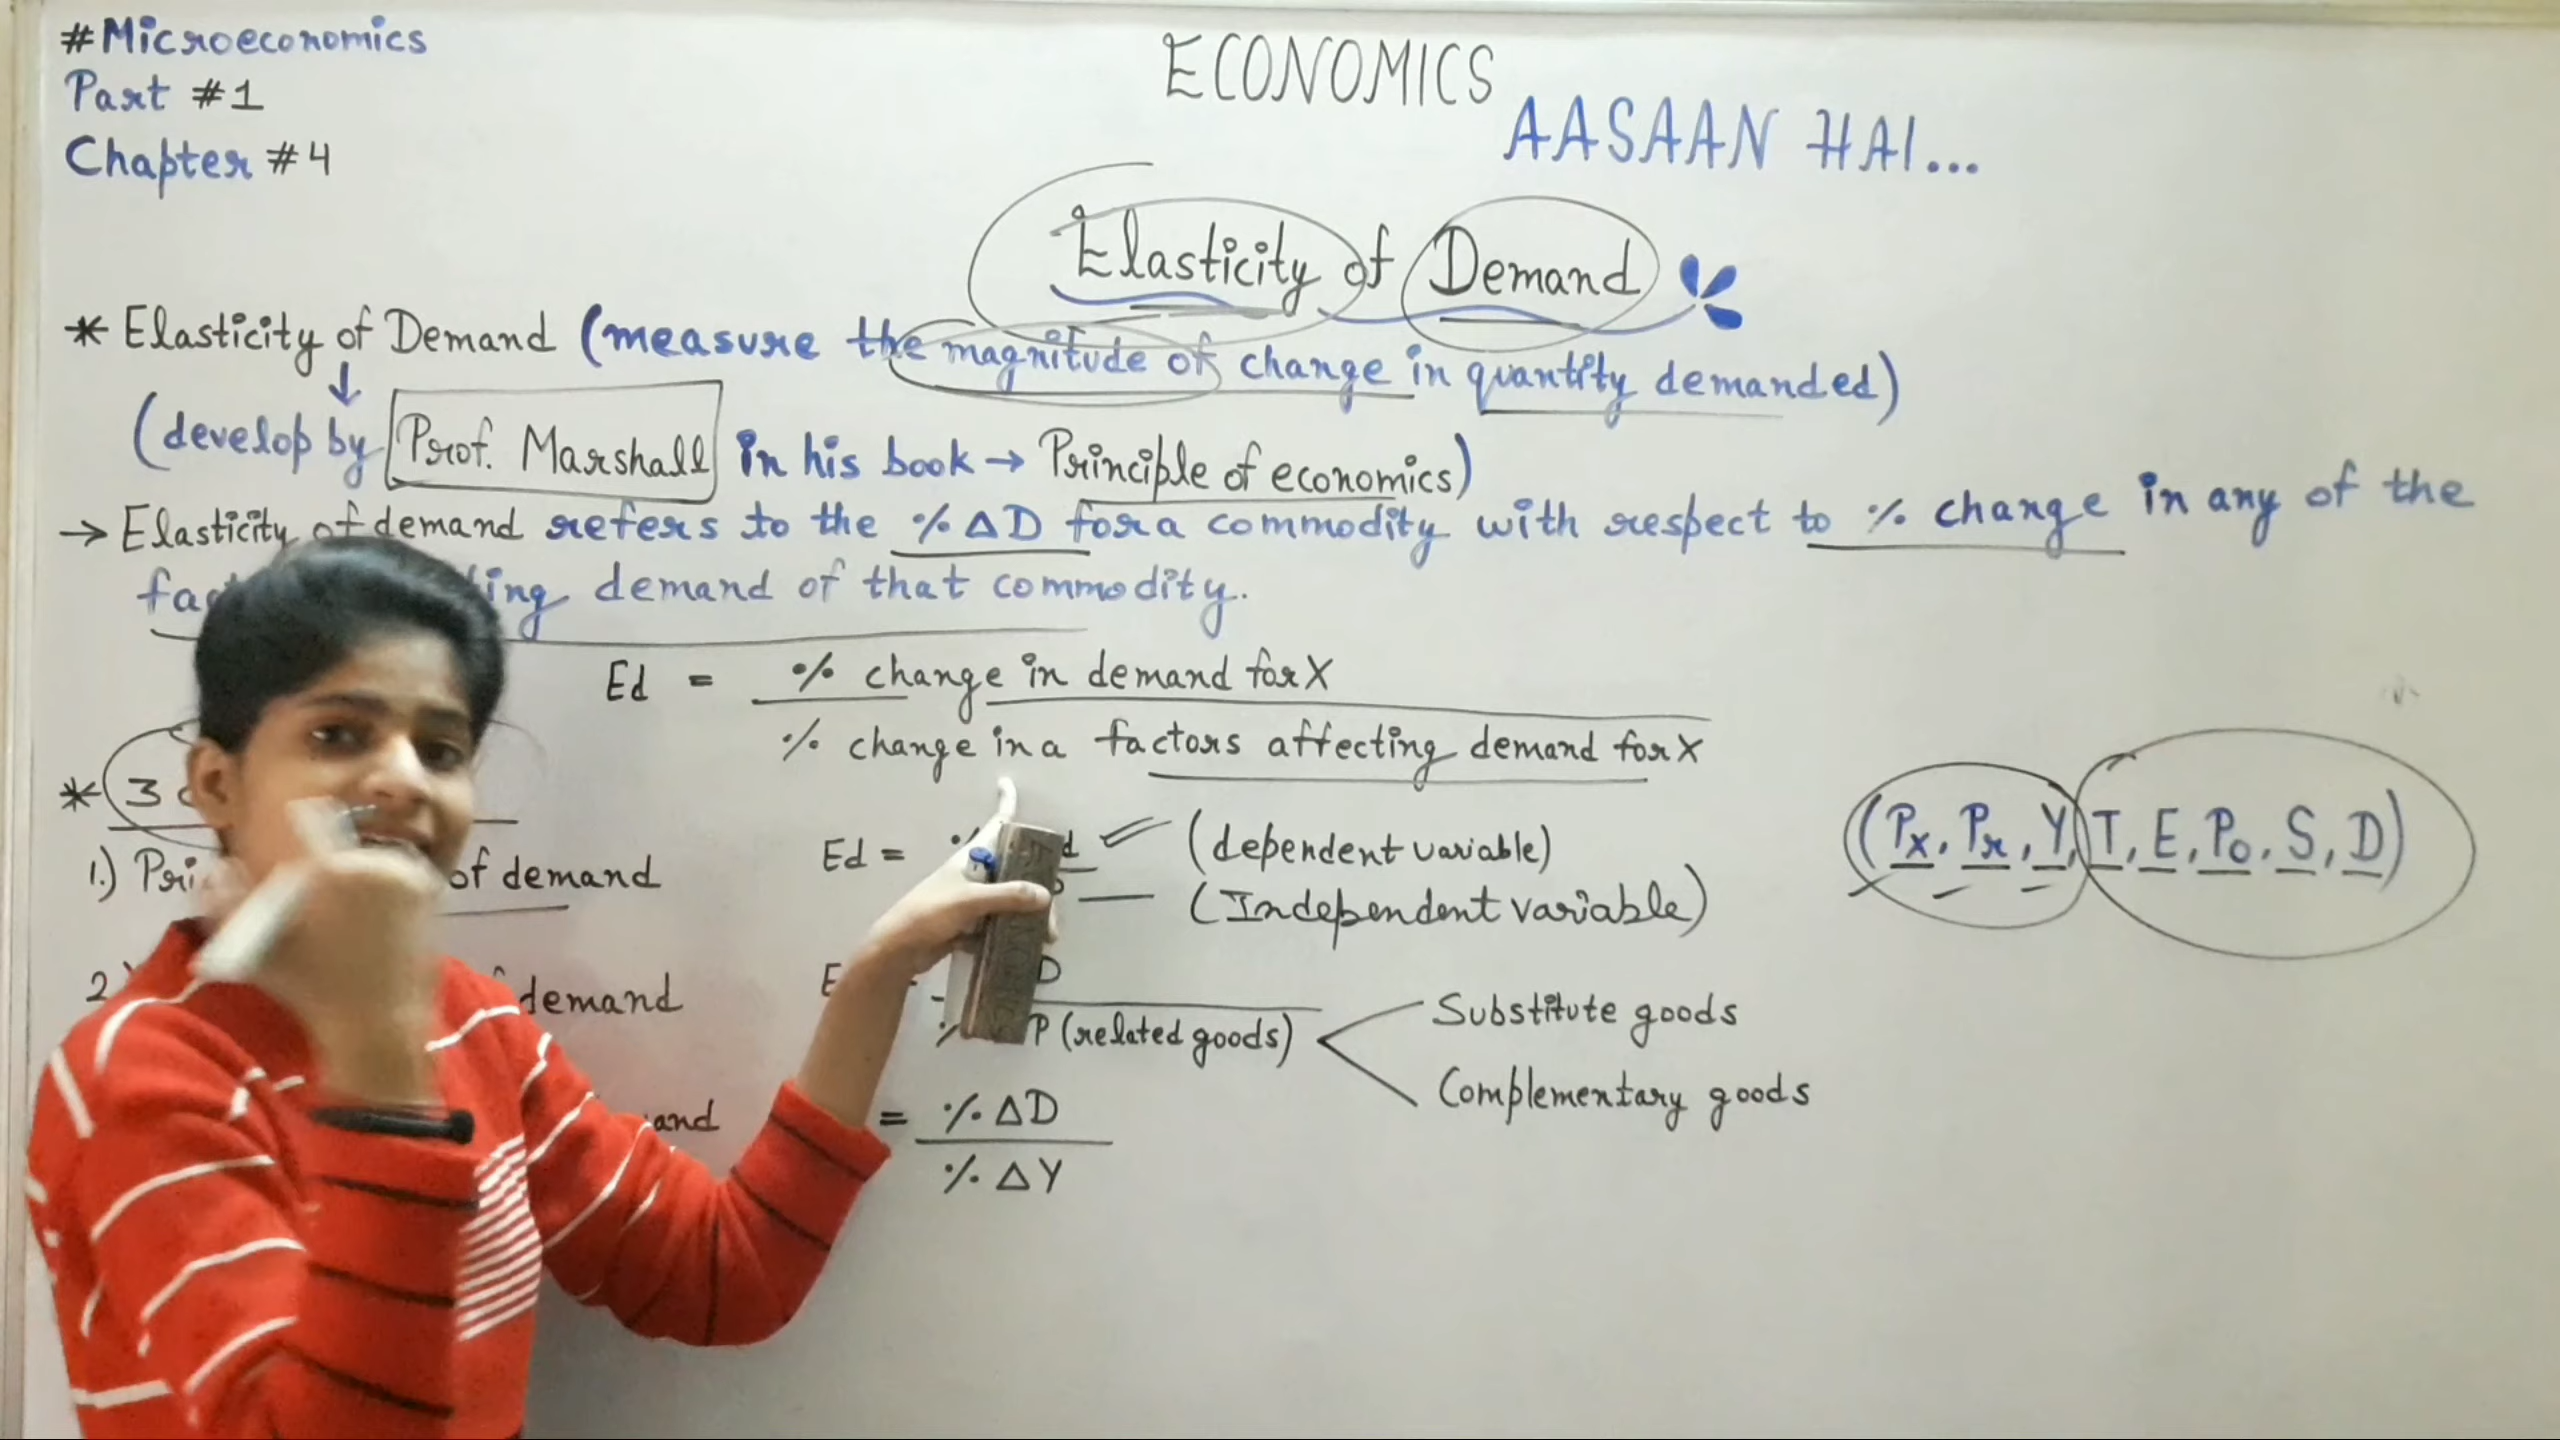 #Microeconomics
Part #1
Chapter #4
ECONOMICS
AASAAN HAI...
Elasticity of Demand
* Elasticity of Demand (measure the magnitude of change in quantity demanded)
↓
(develop by Prof. Marshall in his book → Principle of economics)
→ Elasticity of demand refers to the % ΔD for a commodity with respect to % change in any of the
demand of that commodity.
Ed = % change in demand for X
% change in a factors affecting demand for X
* 3
(Px, Pr, Y, T, E, Po, S, D)
1.) of demand
Ed = (dependent variable)
(Independent variable)
2 demand
D
P (related goods)
Substitute goods
Complementary goods
= % ΔD
% ΔY